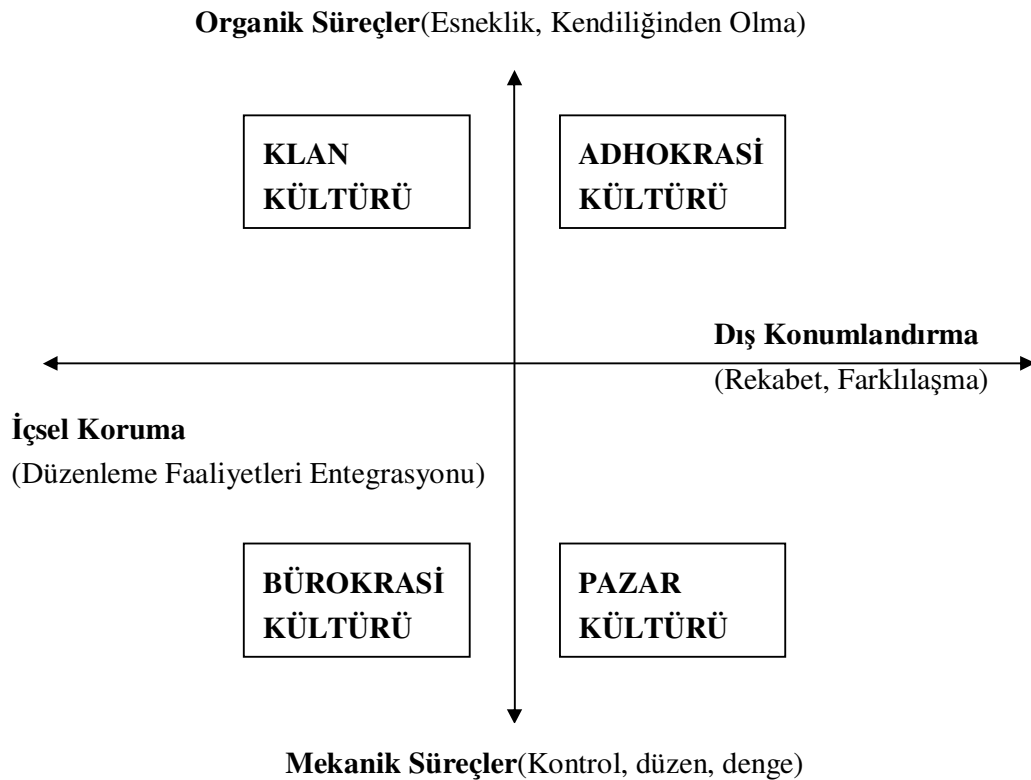 Organik Süreçler(Esneklik, Kendiliğinden Olma)
KLAN
KÜLTÜRÜ
ADHOKRASİ
KÜLTÜRÜ
Dış Konumlandırma
(Rekabet, Farklılaşma)
İçsel Koruma
(Düzenleme Faaliyetleri Entegrasyonu)
BÜROKRASİ
KÜLTÜRÜ
PAZAR
KÜLTÜRÜ
Mekanik Süreçler(Kontrol, düzen, denge)